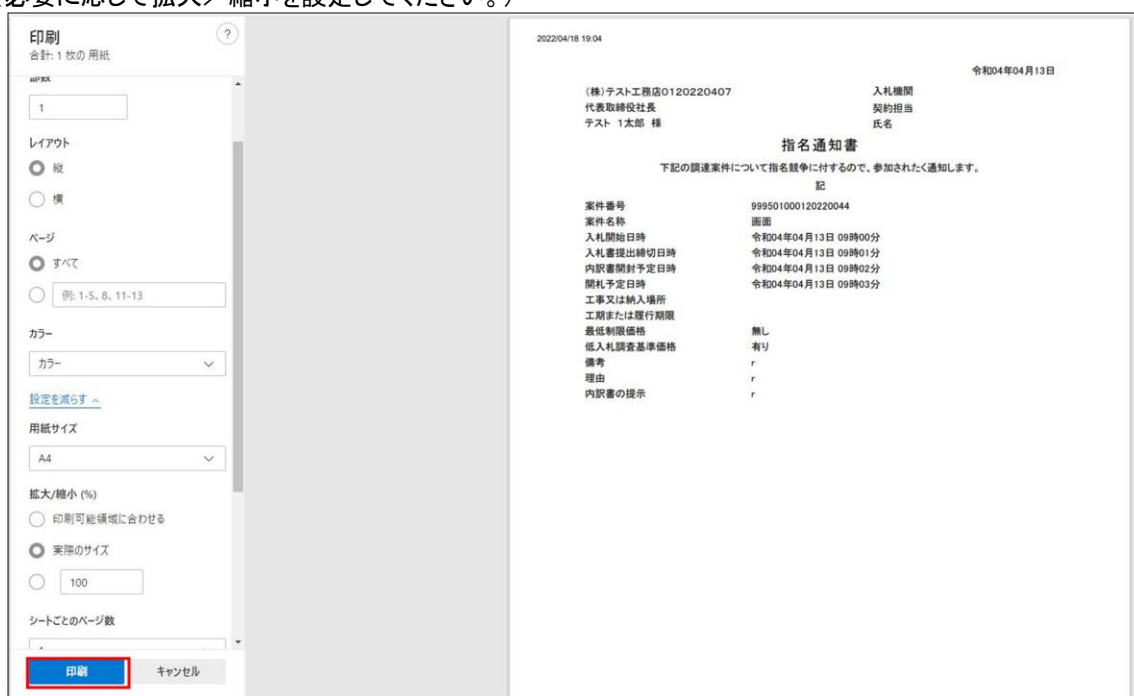 必要に応じて拡大/縮小を設定してください。)
印刷
?
合計: 1 枚の 用紙
部数
1
レイアウト
縦
横
ページ
すべて
例: 1-5、8、11-13
カラー
カラー
設定を減らす
用紙サイズ
A4
拡大/縮小 (%)
印刷可能領域に合わせる
実際のサイズ
100
シートごとのページ数
印刷
キャンセル
2022/04/18 19:04
令和04年04月13日
(株)テスト工務店0120220407 入札機関
代表取締役社長 契約担当
テスト 1太郎 様 氏名
指名通知書
下記の調達案件について指名競争に付するので、参加されたく通知します。
記
案件番号 999501000120220044
案件名称 画面
入札開始日時 令和04年04月13日 09時00分
入札書提出締切日時 令和04年04月13日 09時01分
内訳書開封予定日時 令和04年04月13日 09時02分
開札予定日時 令和04年04月13日 09時03分
工事又は納入場所
工期または履行期限
最低制限価格 無し
低入札調査基準価格 有り
備考 r
理由 r
内訳書の提示 r